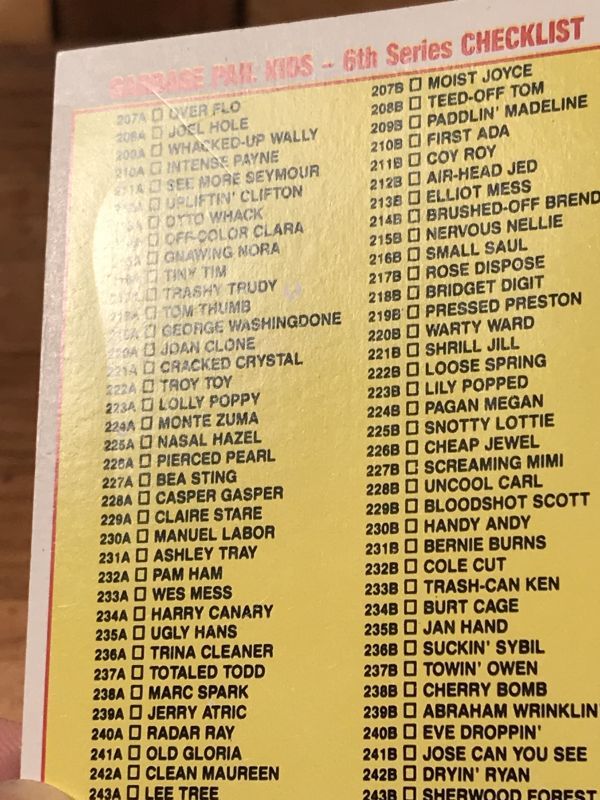 GARBAGE PAIL KIDS - 6th Series CHECKLIST
207A □ OVER FLO
208A □ JOEL HOLE
209A □ WHACKED-UP WALLY
210A □ INTENSE PAYNE
211A □ SEE MORE SEYMOUR
□ UPLIFTIN' CLIFTON
□ OTTO WHACK
□ OFF-COLOR CLARA
□ GNAWING NORA
□ TINY TIM
□ TRASHY TRUDY
218A □ TOM THUMB
219A □ GEORGE WASHINGDONE
220A □ JOAN CLONE
221A □ CRACKED CRYSTAL
222A □ TROY TOY
223A □ LOLLY POPPY
224A □ MONTE ZUMA
225A □ NASAL HAZEL
226A □ PIERCED PEARL
227A □ BEA STING
228A □ CASPER GASPER
229A □ CLAIRE STARE
230A □ MANUEL LABOR
231A □ ASHLEY TRAY
232A □ PAM HAM
233A □ WES MESS
234A □ HARRY CANARY
235A □ UGLY HANS
236A □ TRINA CLEANER
237A □ TOTALED TODD
238A □ MARC SPARK
239A □ JERRY ATRIC
240A □ RADAR RAY
241A □ OLD GLORIA
242A □ CLEAN MAUREEN
243A □ LEE TREE
207B □ MOIST JOYCE
208B □ TEED-OFF TOM
209B □ PADDLIN' MADELINE
210B □ FIRST ADA
211B □ COY ROY
212B □ AIR-HEAD JED
213B □ ELLIOT MESS
214B □ BRUSHED-OFF BREND
215B □ NERVOUS NELLIE
216B □ SMALL SAUL
217B □ ROSE DISPOSE
218B □ BRIDGET DIGIT
219B □ PRESSED PRESTON
220B □ WARTY WARD
221B □ SHRILL JILL
222B □ LOOSE SPRING
223B □ LILY POPPED
224B □ PAGAN MEGAN
225B □ SNOTTY LOTTIE
226B □ CHEAP JEWEL
227B □ SCREAMING MIMI
228B □ UNCOOL CARL
229B □ BLOODSHOT SCOTT
230B □ HANDY ANDY
231B □ BERNIE BURNS
232B □ COLE CUT
233B □ TRASH-CAN KEN
234B □ BURT CAGE
235B □ JAN HAND
236B □ SUCKIN' SYBIL
237B □ TOWIN' OWEN
238B □ CHERRY BOMB
239B □ ABRAHAM WRINKLIN
240B □ EVE DROPPIN'
241B □ JOSE CAN YOU SEE
242B □ DRYIN' RYAN
243B □ SHERWOOD FOREST